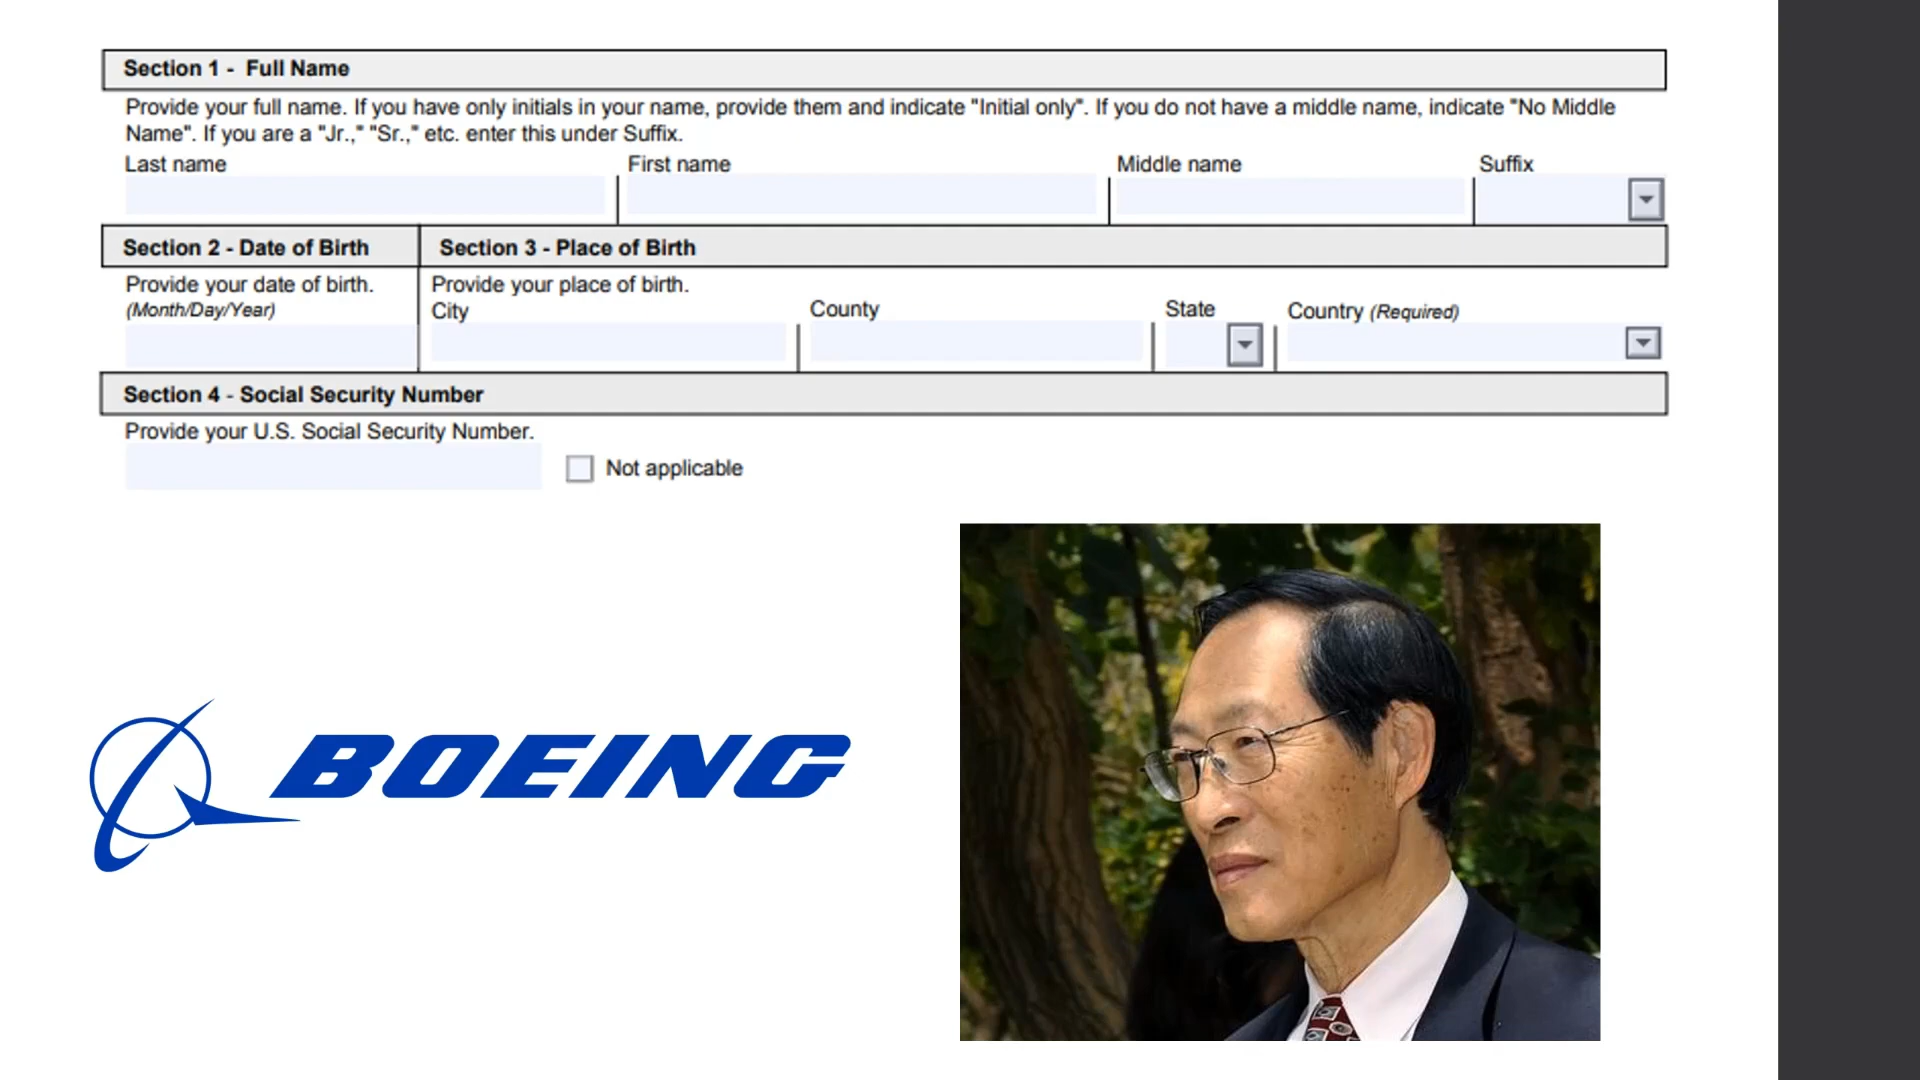 Section 1 - Full Name
Provide your full name. If you have only initials in your name, provide them and indicate "Initial only". If you do not have a middle name, indicate "No Middle
Name". If you are a "Jr.," "Sr.," etc. enter this under Suffix.
Last name First name Middle name Suffix
Section 2 - Date of Birth Section 3 - Place of Birth
Provide your date of birth. Provide your place of birth.
(Month/Day/Year) City County State Country (Required)
Section 4 - Social Security Number
Provide your U.S. Social Security Number.
Not applicable
BOEING